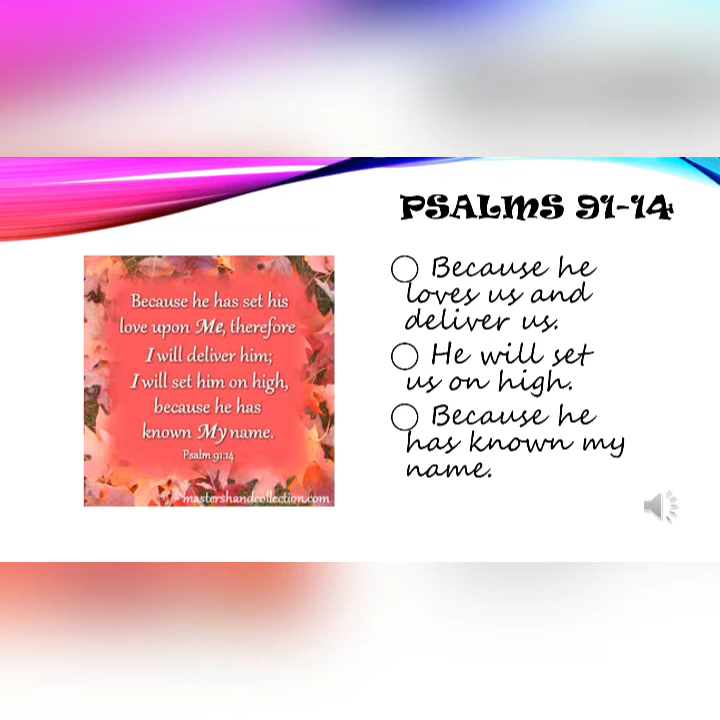 PSALMS 91-14
Because he has set his
love upon Me, therefore
I will deliver him;
I will set him on high,
because he has
known My name.
Psalm 91:14
mastershandcollection.com
Because he
loves us and
deliver us.
He will set
us on high.
Because he
has known my
name.